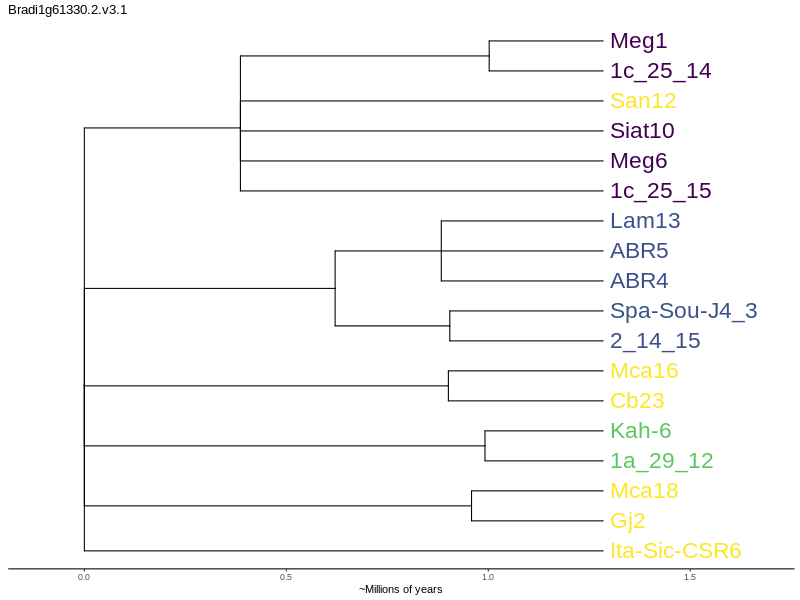 Bradi1g61330.2.v3.1
Meg1
1c_25_14
San12
Siat10
Meg6
1c_25_15
Lam13
ABR5
ABR4
Spa-Sou-J4_3
2_14_15
Mca16
Cb23
Kah-6
1a_29_12
Mca18
Gj2
Ita-Sic-CSR6
0.0 0.5 1.0 1.5
~Millions of years